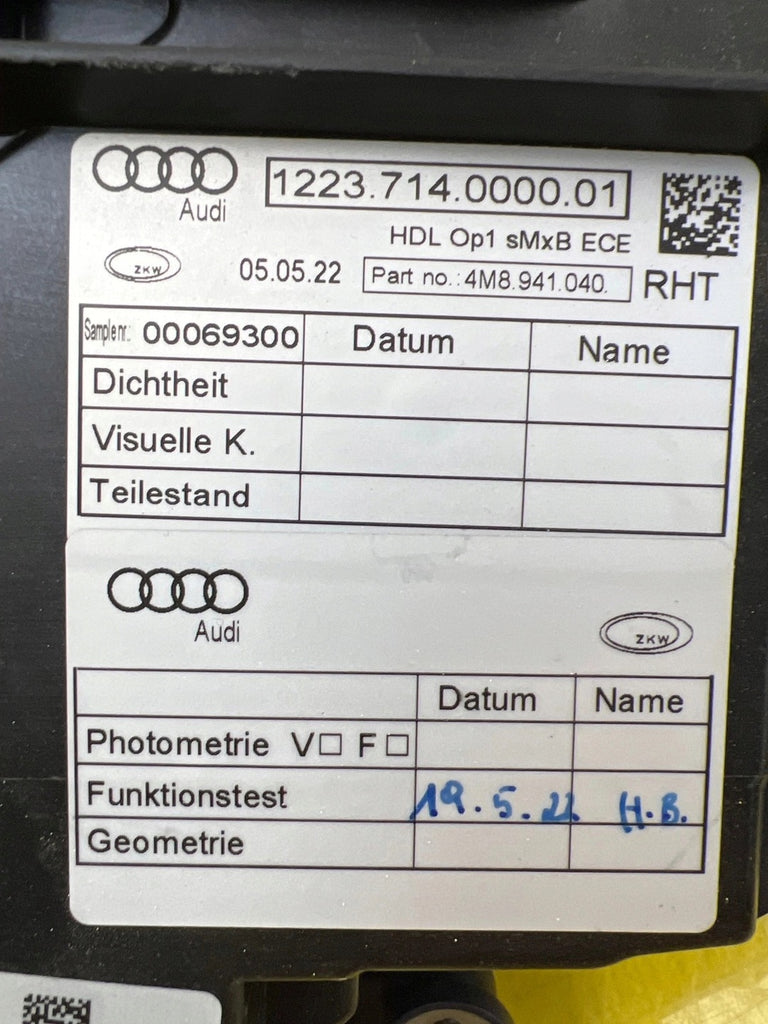 1223.714.0000.01
Audi
HDL Op1 sMxB ECE
ZKW 05.05.22 Part no.:4M8.941.040. RHT
Samplenr: 00069300 Datum Name
Dichtheit
Visuelle K.
Teilestand
Audi
ZKW
Datum Name
Photometrie V☐ F☐
Funktionstest 19.5.22 H.B.
Geometrie